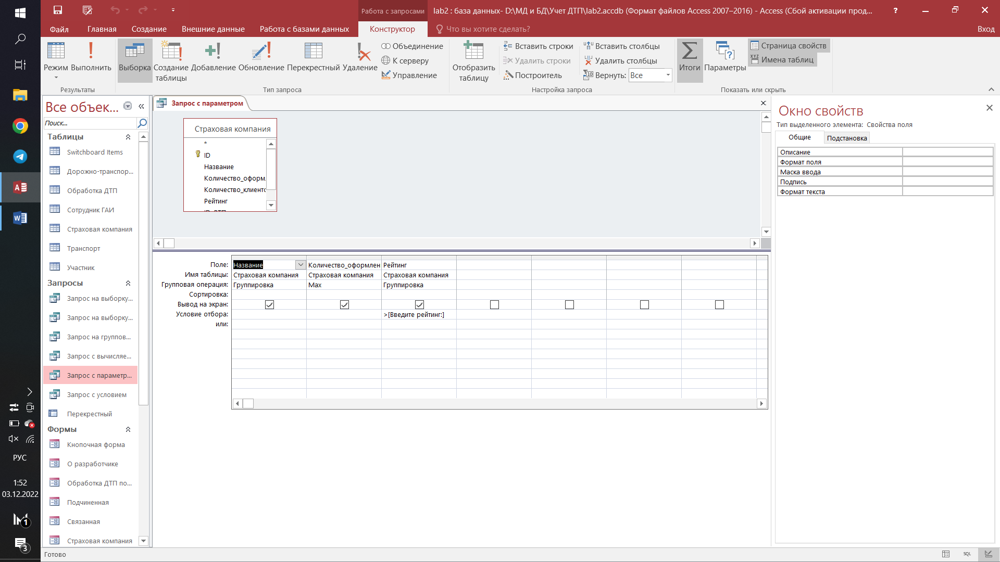 Работа с запросами
lab2 : база данных- D:\МД и БД\Учет ДТП\lab2.accdb (Формат файлов Access 2007–2016) - Access (Сбой активации прод...
?
Файл
Главная
Создание
Внешние данные
Работа с базами данных
Конструктор
Что вы хотите сделать?
Вход
Режим
Выполнить
Результаты
Выборка
Создание таблицы
Добавление
Обновление
Перекрестный
Удаление
Объединение
К серверу
Управление
Тип запроса
Отобразить таблицу
Вставить строки
Удалить строки
Построитель
Вставить столбцы
Удалить столбцы
Вернуть: Все
Настройка запроса
Итоги
Параметры
Страница свойств
XYZ Имена таблиц
Показать или скрыть
Все объек...
Поиск...
Таблицы
Switchboard Items
Дорожно-транспор...
Обработка ДТП
Сотрудник ГАИ
Страховая компания
Транспорт
Участник
Запросы
Запрос на выборку...
Запрос на выборку...
Запрос на группов...
Запрос с вычисляе...
Запрос с параметр...
Запрос с условием
Перекрестный
Формы
Кнопочная форма
О разработчике
Обработка ДТП по...
Подчиненная
Связанная
Страховая компания
Запрос с параметром
Страховая компания
*
ID
Название
Количество_оформ
Количество_клиент
Рейтинг
Поле: Название Количество_оформлен Рейтинг
Имя таблицы: Страховая компания Страховая компания Страховая компания
Групповая операция: Группировка Max Группировка
Сортировка:
Вывод на экран:
Условие отбора: >[Введите рейтинг:]
или:
Окно свойств
Тип выделенного элемента: Свойства поля
Общие
Подстановка
Описание
Формат поля
Маска ввода
Подпись
Формат текста
РУС
1:52
03.12.2022
1
3
Готово
SQL